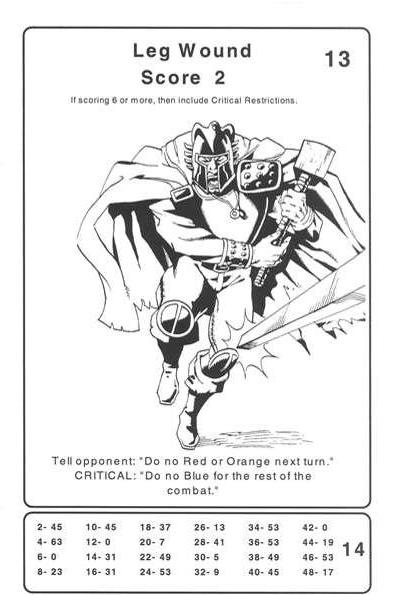 Leg Wound
Score 2
13
If scoring 6 or more, then include Critical Restrictions.
Tell opponent: "Do no Red or Orange next turn."
CRITICAL: "Do no Blue for the rest of the
combat."
2- 45 10- 45 18- 37 26- 13 34- 53 42- 0
4- 63 12- 0 20- 7 28- 41 36- 53 44- 19
6- 0 14- 31 22- 49 30- 5 38- 49 46- 53
8- 23 16- 31 24- 53 32- 9 40- 45 48- 17
14